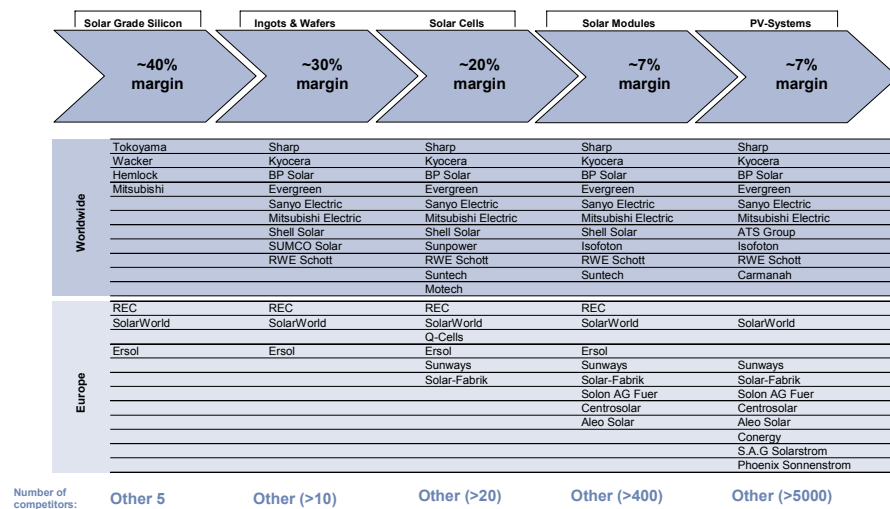 Solar Grade Silicon Ingots & Wafers Solar Cells Solar Modules PV-Systems
~40% ~30% ~20% ~7% ~7%
margin margin margin margin margin
Worldwide
Tokoyama Sharp Sharp Sharp Sharp
Wacker Kyocera Kyocera Kyocera Kyocera
Hemlock BP Solar BP Solar BP Solar BP Solar
Mitsubishi Evergreen Evergreen Evergreen Evergreen
Sanyo Electric Sanyo Electric Sanyo Electric Sanyo Electric
Mitsubishi Electric Mitsubishi Electric Mitsubishi Electric Mitsubishi Electric
Shell Solar Shell Solar Shell Solar ATS Group
SUMCO Solar Sunpower Isofoton Isofoton
RWE Schott RWE Schott RWE Schott RWE Schott
Suntech Suntech Carmanah
Motech
Europe
REC REC REC REC
SolarWorld SolarWorld SolarWorld SolarWorld SolarWorld
Q-Cells
Ersol Ersol Ersol Ersol
Sunways Sunways Sunways
Solar-Fabrik Solar-Fabrik Solar-Fabrik
Solon AG Fuer Solon AG Fuer
Centrosolar Centrosolar
Aleo Solar Aleo Solar
Conergy
S.A.G Solarstrom
Phoenix Sonnenstrom
Number of
competitors: Other 5 Other (>10) Other (>20) Other (>400) Other (>5000)